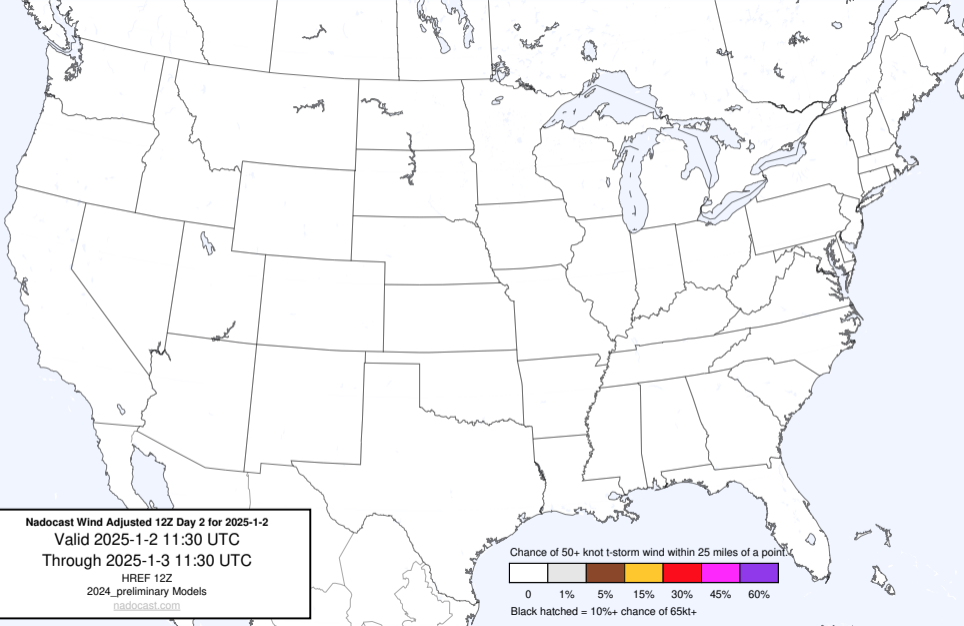 Nadocast Wind Adjusted 12Z Day 2 for 2025-1-2
Valid 2025-1-2 11:30 UTC
Through 2025-1-3 11:30 UTC
HREF 12Z
2024_preliminary Models
nadocast.com
Chance of 50+ knot t-storm wind within 25 miles of a point.
0 1% 5% 15% 30% 45% 60%
Black hatched = 10%+ chance of 65kt+